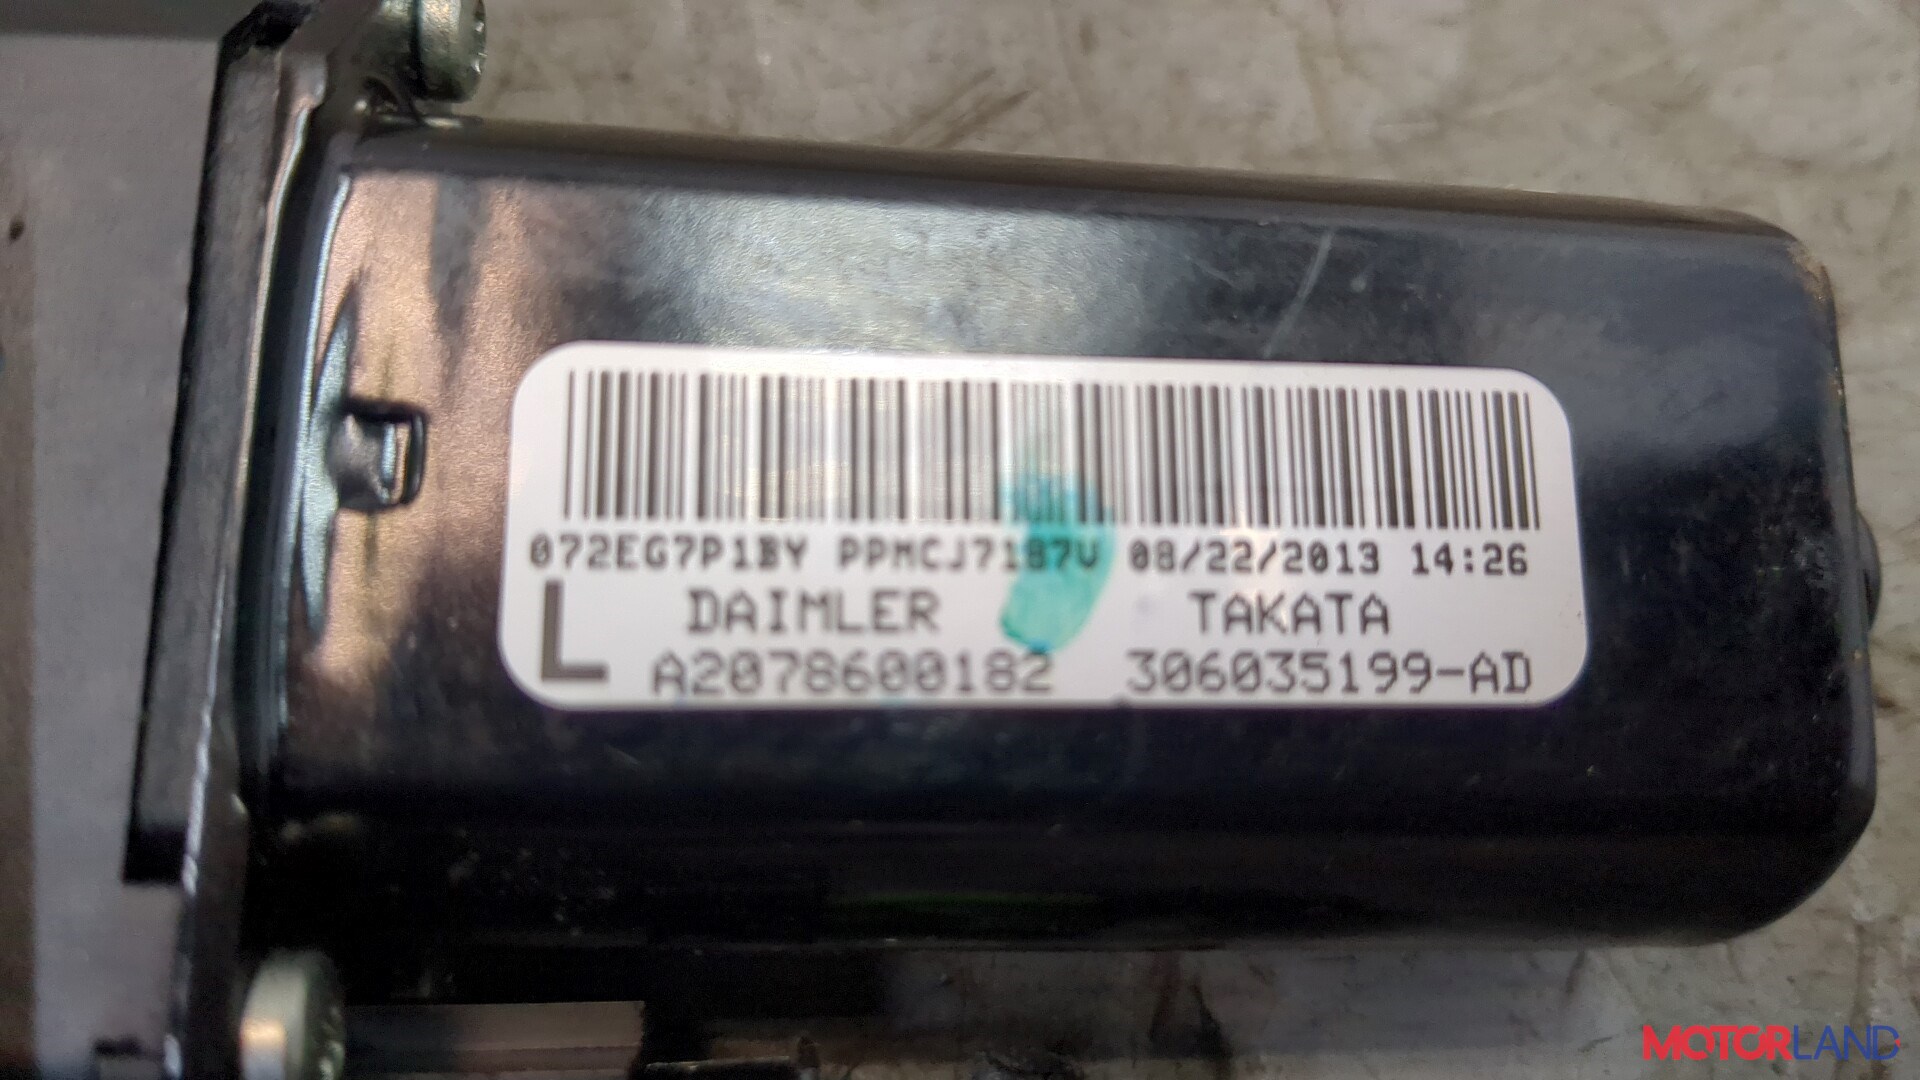 072EG7P1BY PPMCJ7187V 08/22/2013 14:26
L DAIMLER TAKATA
A2078600182 306035199-AD
MOTORLAND